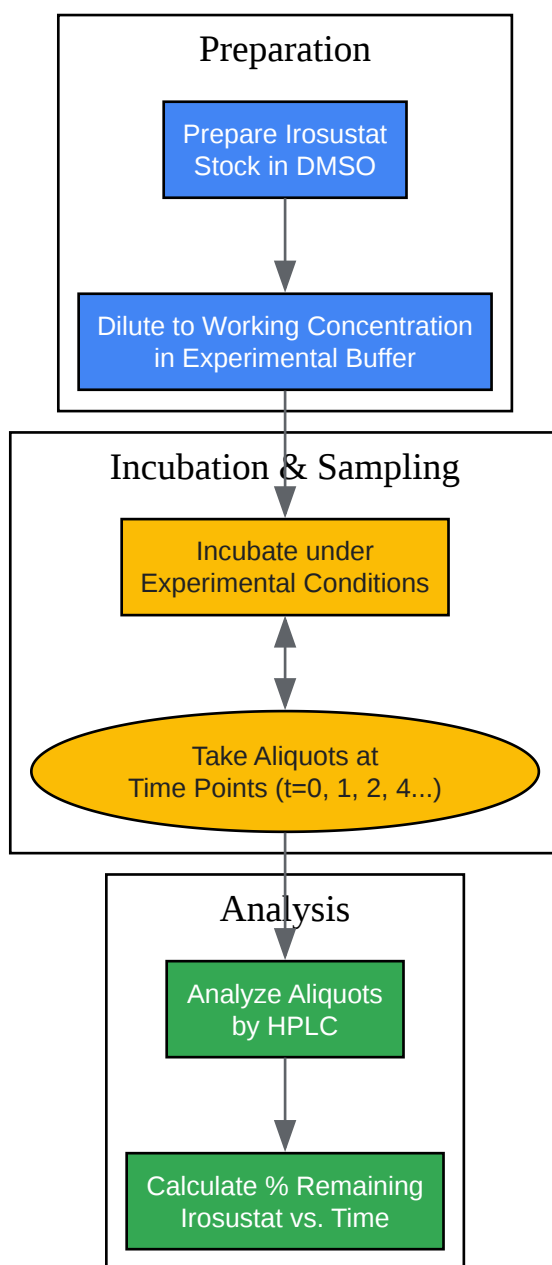 Preparation
Prepare Irosustat
Stock in DMSO
Dilute to Working Concentration
in Experimental Buffer
Incubation & Sampling
Incubate under
Experimental Conditions
Take Aliquots at
Time Points (t=0, 1, 2, 4...)
Analysis
Analyze Aliquots
by HPLC
Calculate % Remaining
Irosustat vs. Time